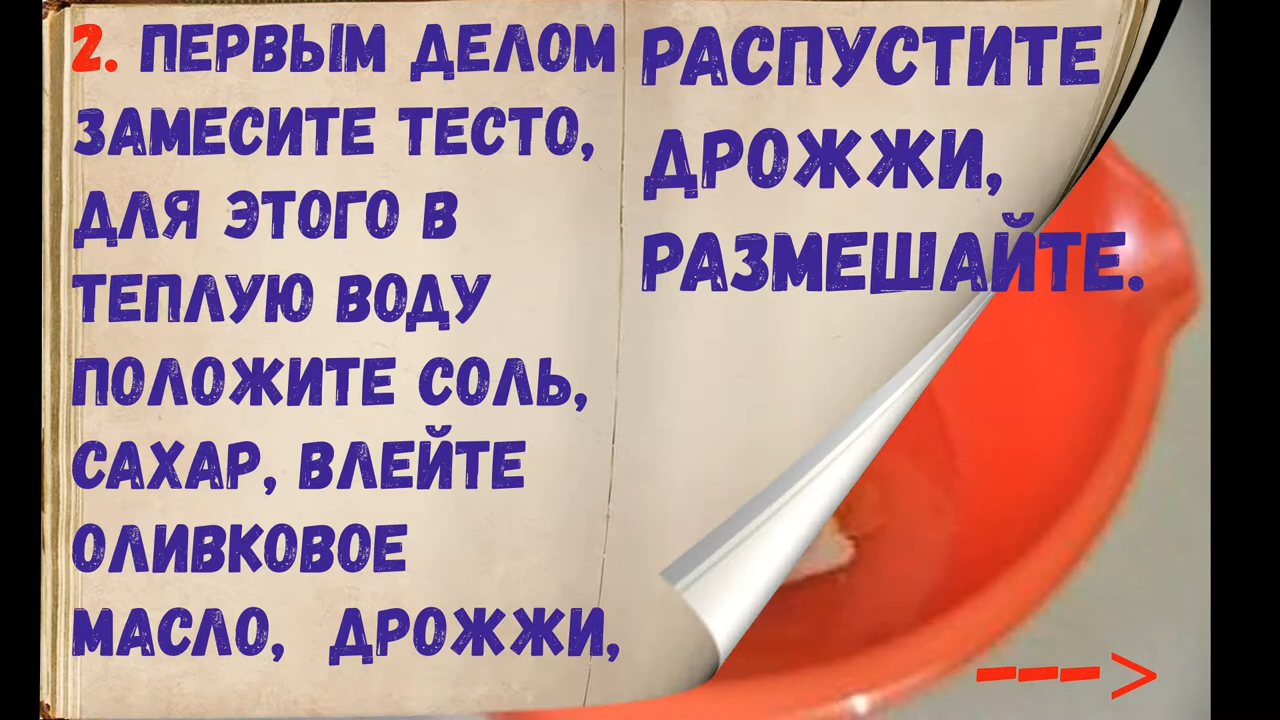 2. ПЕРВЫМ ДЕЛОМ
ЗАМЕСИТЕ ТЕСТО,
ДЛЯ ЭТОГО В
ТЕПЛУЮ ВОДУ
ПОЛОЖИТЕ СОЛЬ,
САХАР, ВЛЕЙТЕ
ОЛИВКОВОЕ
МАСЛО, ДРОЖЖИ,
РАСПУСТИТЕ
ДРОЖЖИ,
РАЗМЕШАЙТЕ.
--->